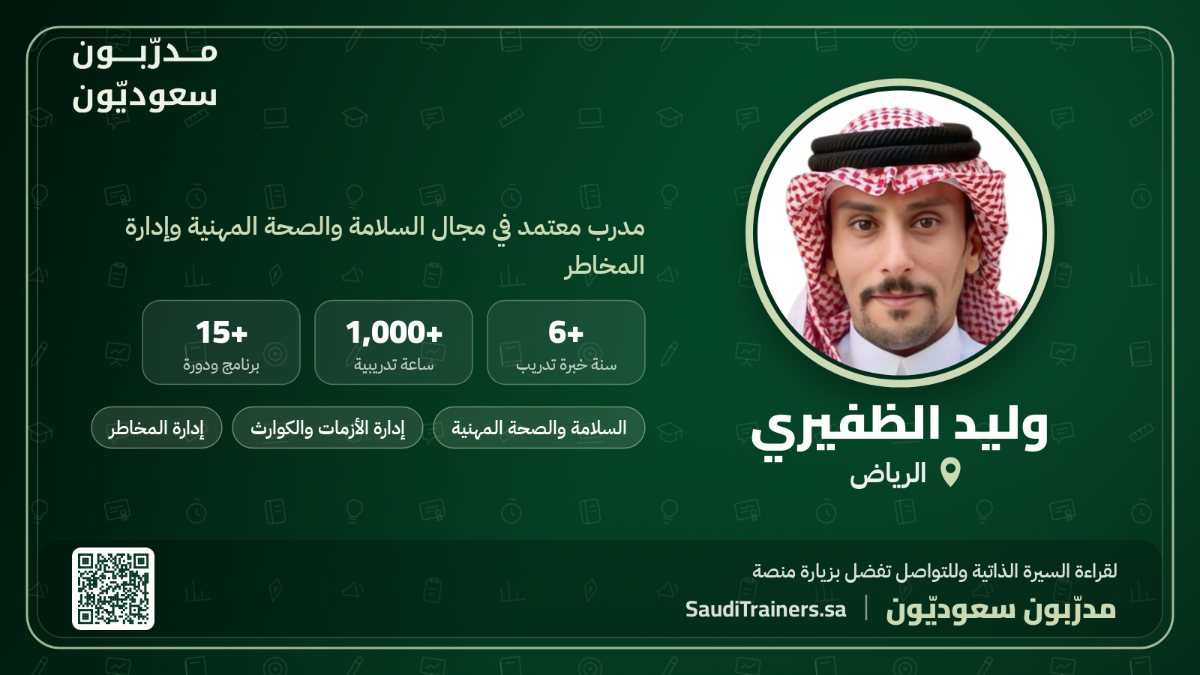 مــدرّبــون
سعوديّون
مدرب معتمد في مجال السلامة والصحة المهنية وإدارة
المخاطر
6+
سنة خبرة تدريب
1,000+
ساعة تدريبية
15+
برنامج ودورة
السلامة والصحة المهنية
إدارة الأزمات والكوارث
إدارة المخاطر
وليد الظفيري
الرياض
لقراءة السيرة الذاتية وللتواصل تفضل بزيارة منصة
مدرّبون سعوديّون | SaudiTrainers.sa